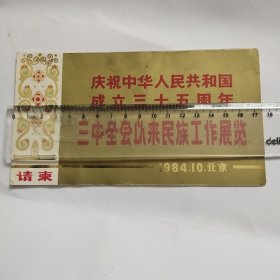 庆祝中华人民共和国
成立三十五周年
三中全会以来民族工作展览
1984.10.北京
请柬
deli